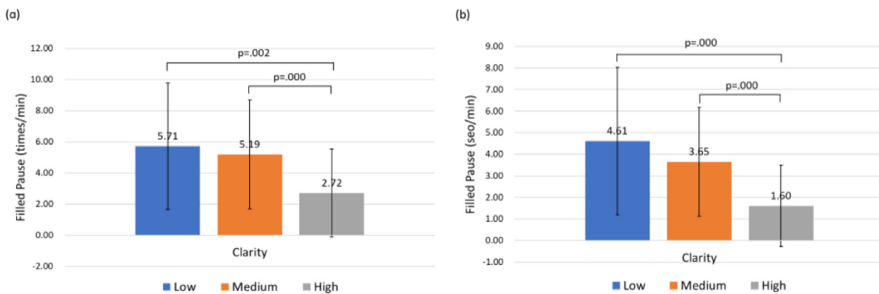 (a)
12.00
10.00
8.00
6.00
4.00
2.00
0.00
-2.00
Filled Pause (times/min)
p=.002
p=.000
5.71
5.19
2.72
Clarity
Low Medium High
(b)
9.00
8.00
7.00
6.00
5.00
4.00
3.00
2.00
1.00
0.00
-1.00
Filled Pause (seo/min)
p=.000
p=.000
4.61
3.65
1.60
Clarity
Low Medium High